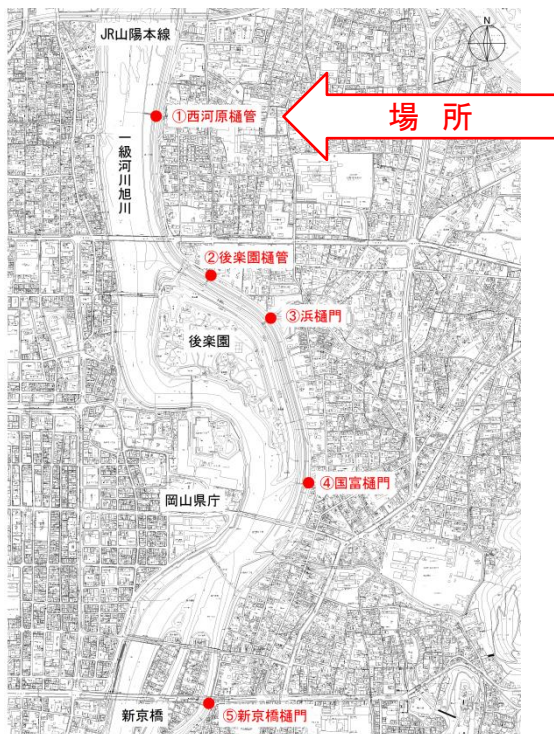 JR山陽本線
N
①西河原樋管
場 所
一級河川旭川
②後楽園樋管
③浜樋門
後楽園
④国富樋門
岡山県庁
新京橋
⑤新京橋樋門